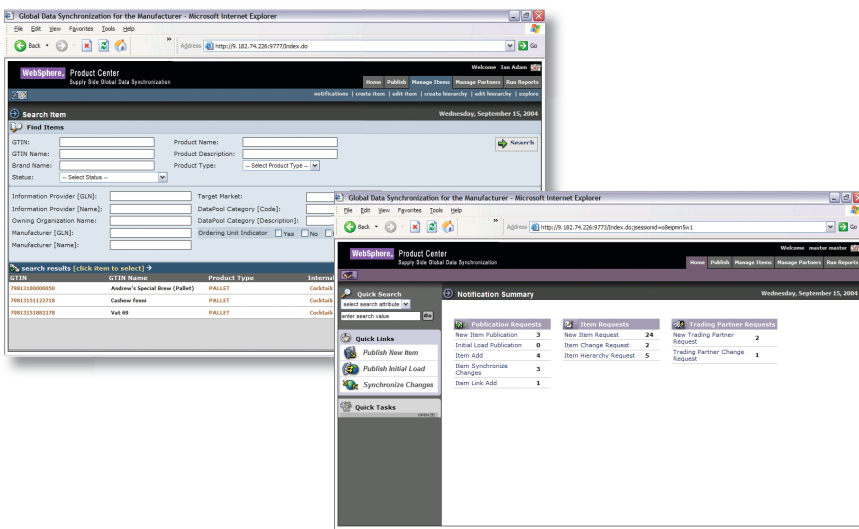 Global Data Synchronization for the Manufacturer - Microsoft Internet Explorer
File Edit View Favorites Tools Help
Back
Address http://9.182.74.226:9777/Index.do Go
WebSphere. Product Center
Supply Side Global Data Synchronization
Welcome Ian Adam
Home Publish Manage Items Manage Partners Run Reports
notifications | create item | edit item | create hierarchy | edit hierarchy | explore
Search Item Wednesday, September 15, 2004
Find Items
GTIN: Product Name: Search
GTIN Name: Product Description:
Brand Name: Product Type: -- Select Product Type --
Status: -- Select Status --
Information Provider [GLN]: Target Market:
Information Provider [Name]: DataPool Category [Code]:
Owning Organization Name: DataPool Category [Description]:
Manufacturer [GLN]: Ordering Unit Indicator Yes No
Manufacturer [Name]:
search results [click item to select]
GTIN GTIN Name Product Type Internal
79813180000650 Andrew's Special Brew (Pallet) PALLET Cocktails
79813151122718 Cashew Fenni PALLET Cocktails
79813151882278 Vat 69 PALLET Cocktails
Global Data Synchronization for the Manufacturer - Microsoft Internet Explorer
File Edit View Favorites Tools Help
Back
Address Go
WebSphere. Product Center
Supply Side Global Data Synchronization
Welcome master master
Home Publish Manage Items Manage Partners Run Reports
Quick Search
select search attribute
enter search value Go
Quick Links
Publish New Item
Publish Initial Load
Synchronize Changes
Quick Tasks
OPEN
Notification Summary Wednesday, September 15, 2004
Publication Requests
New Item Publication 3
Initial Load Publication 0
Item Add 4
Item Synchronize Changes 3
Item Link Add 1
Item Requests
New Item Request 24
Item Change Request 2
Item Hierarchy Request 5
Trading Partner Requests
New Trading Partner Request 2
Trading Partner Change Request 1